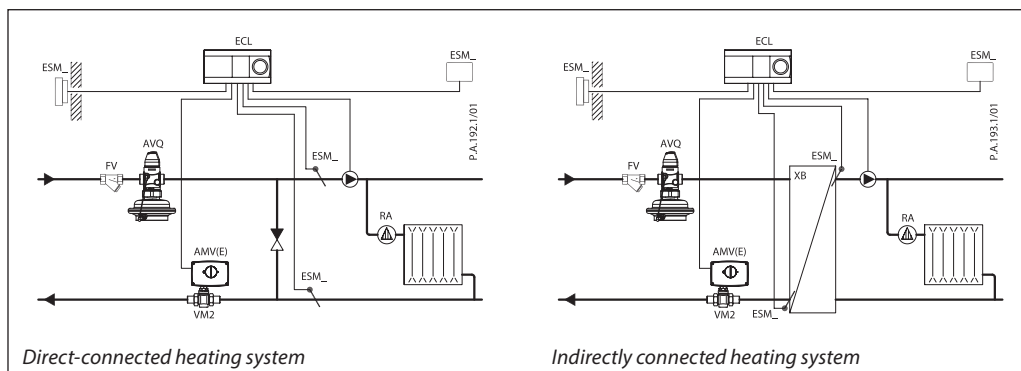 ECL
ESM_
ESM_
P.A.192.1/01
AVQ
FV
ESM_
RA
AMV(E)
ESM_
VM2
Direct-connected heating system
ECL
ESM_
ESM_
P.A.193.1/01
AVQ
FV
ESM_
XB
RA
AMV(E)
VM2
ESM_
Indirectly connected heating system